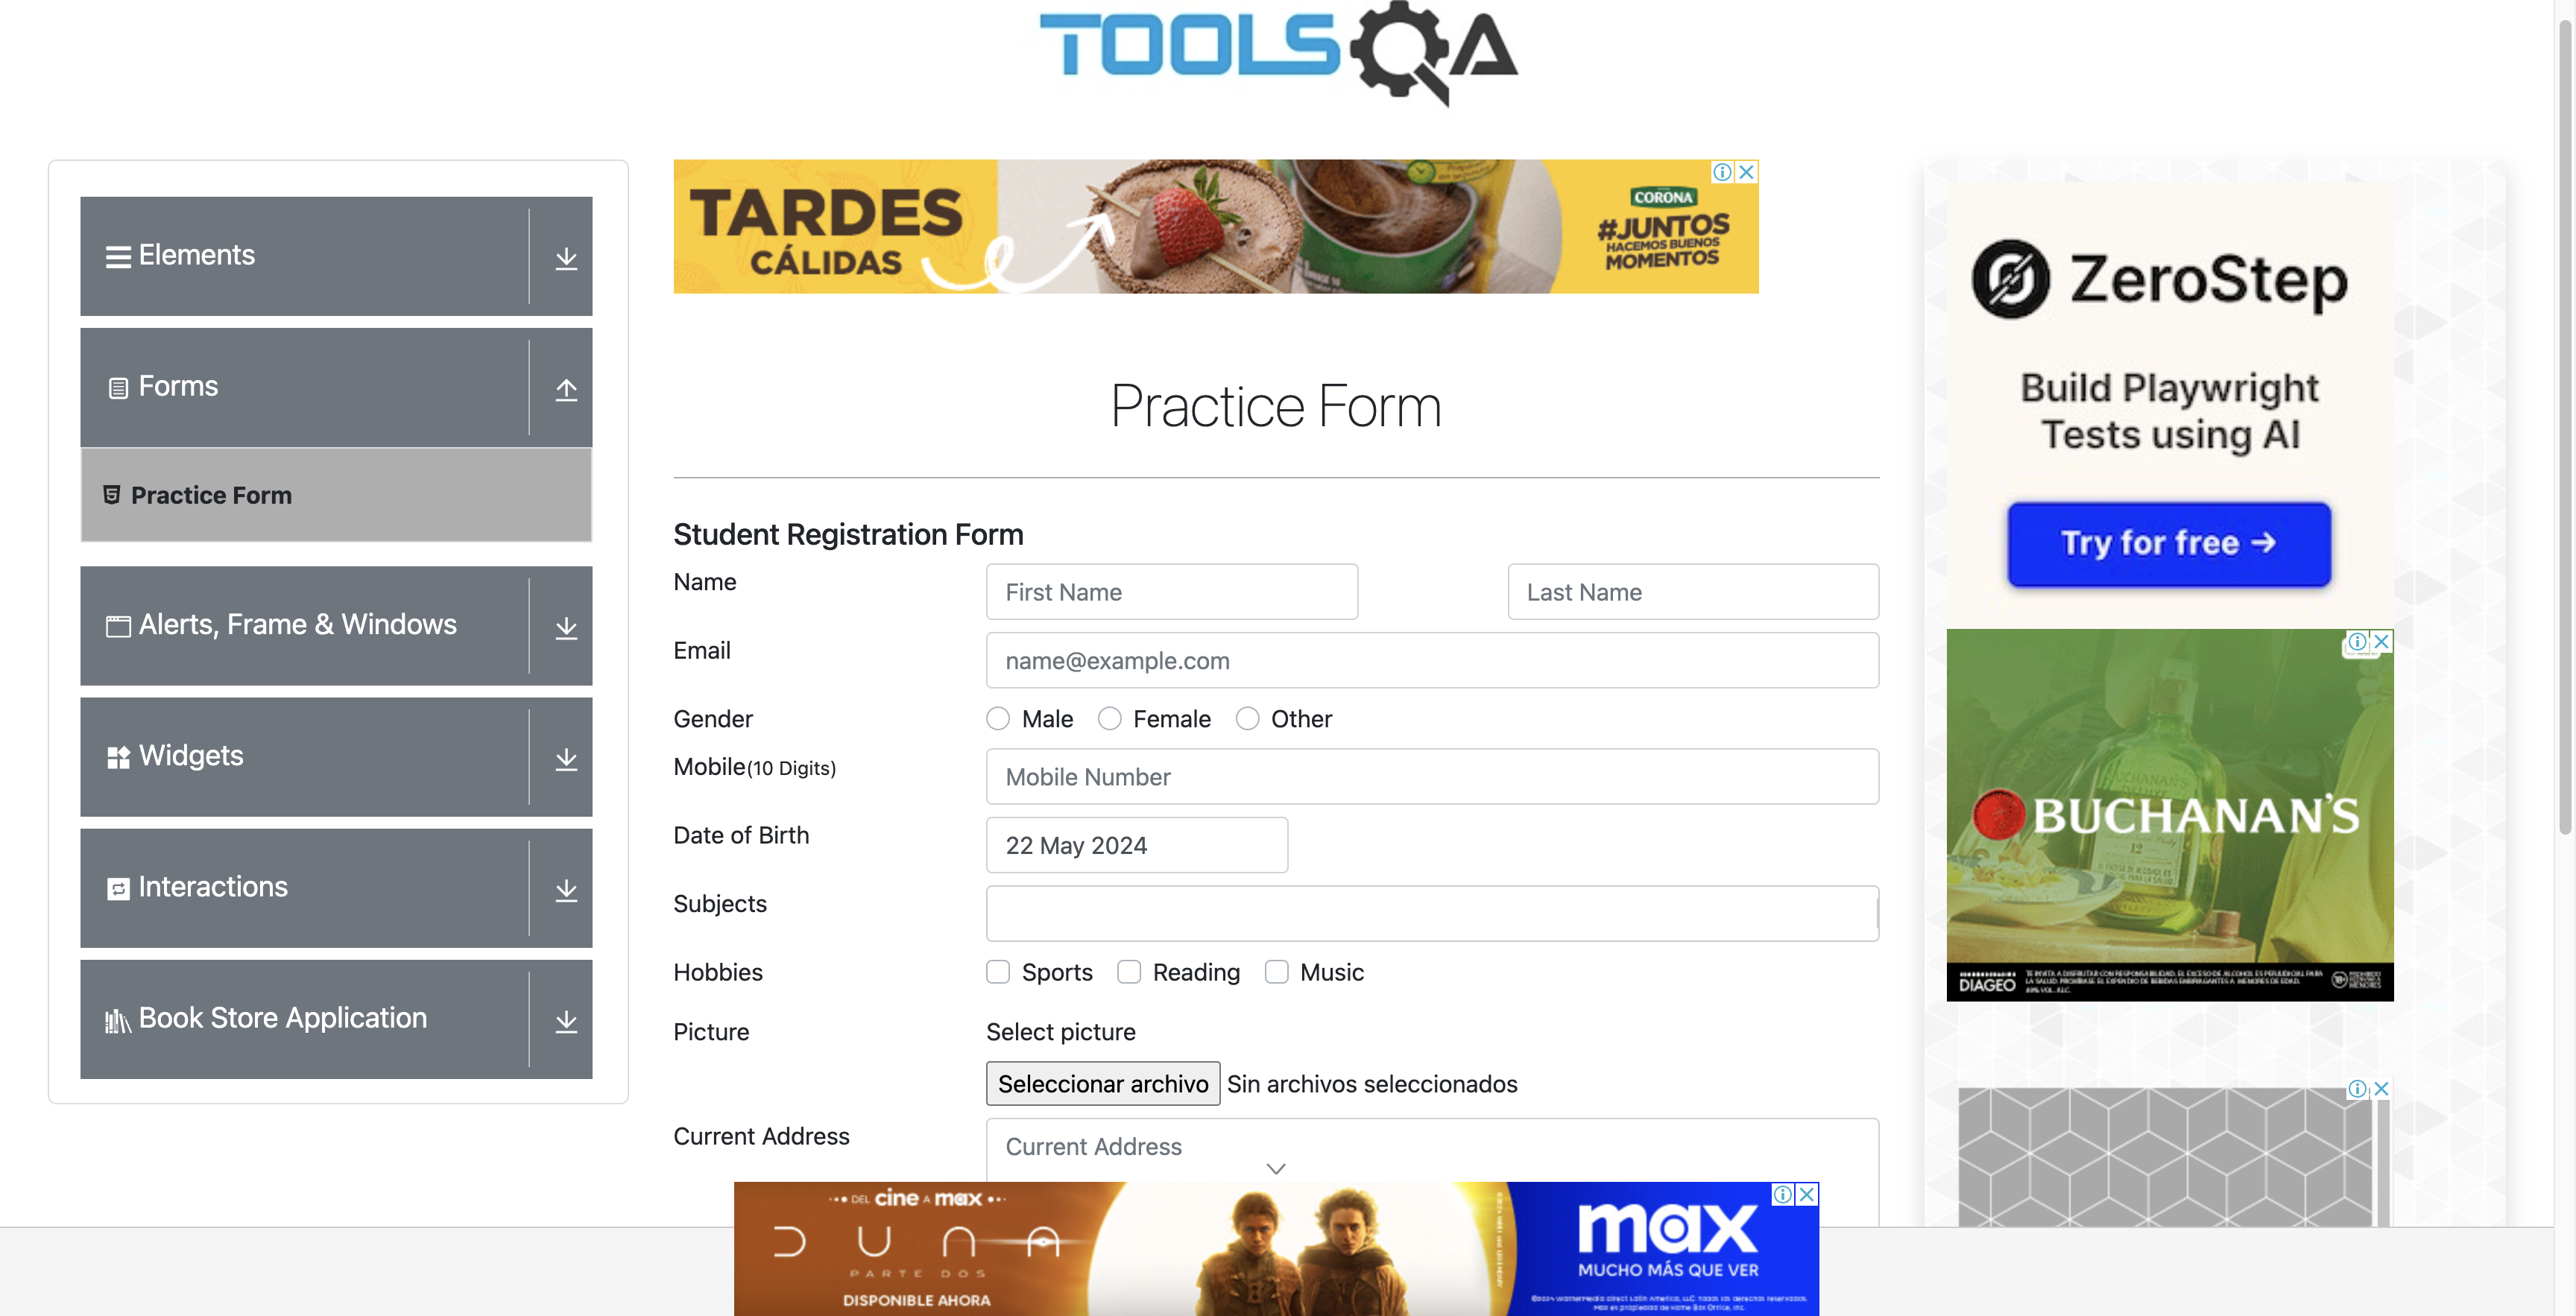 TOOLSQA
Elements
Forms
Practice Form
Alerts, Frame & Windows
Widgets
Interactions
Book Store Application
TARDES
CÁLIDAS
CORONA
#JUNTOS
HACEMOS BUENOS
MOMENTOS
Practice Form
Student Registration Form
Name
First Name
Last Name
Email
name@example.com
Gender
Male
Female
Other
Mobile(10 Digits)
Mobile Number
Date of Birth
22 May 2024
Subjects
Hobbies
Sports
Reading
Music
Picture
Select picture
Seleccionar archivo Sin archivos seleccionados
Current Address
Current Address
DEL cine A max
DUNA
PARTE DOS
DISPONIBLE AHORA
max
MUCHO MÁS QUE VER
ZeroStep
Build Playwright
Tests using AI
Try for free →
BUCHANAN'S
12
DIAGEO